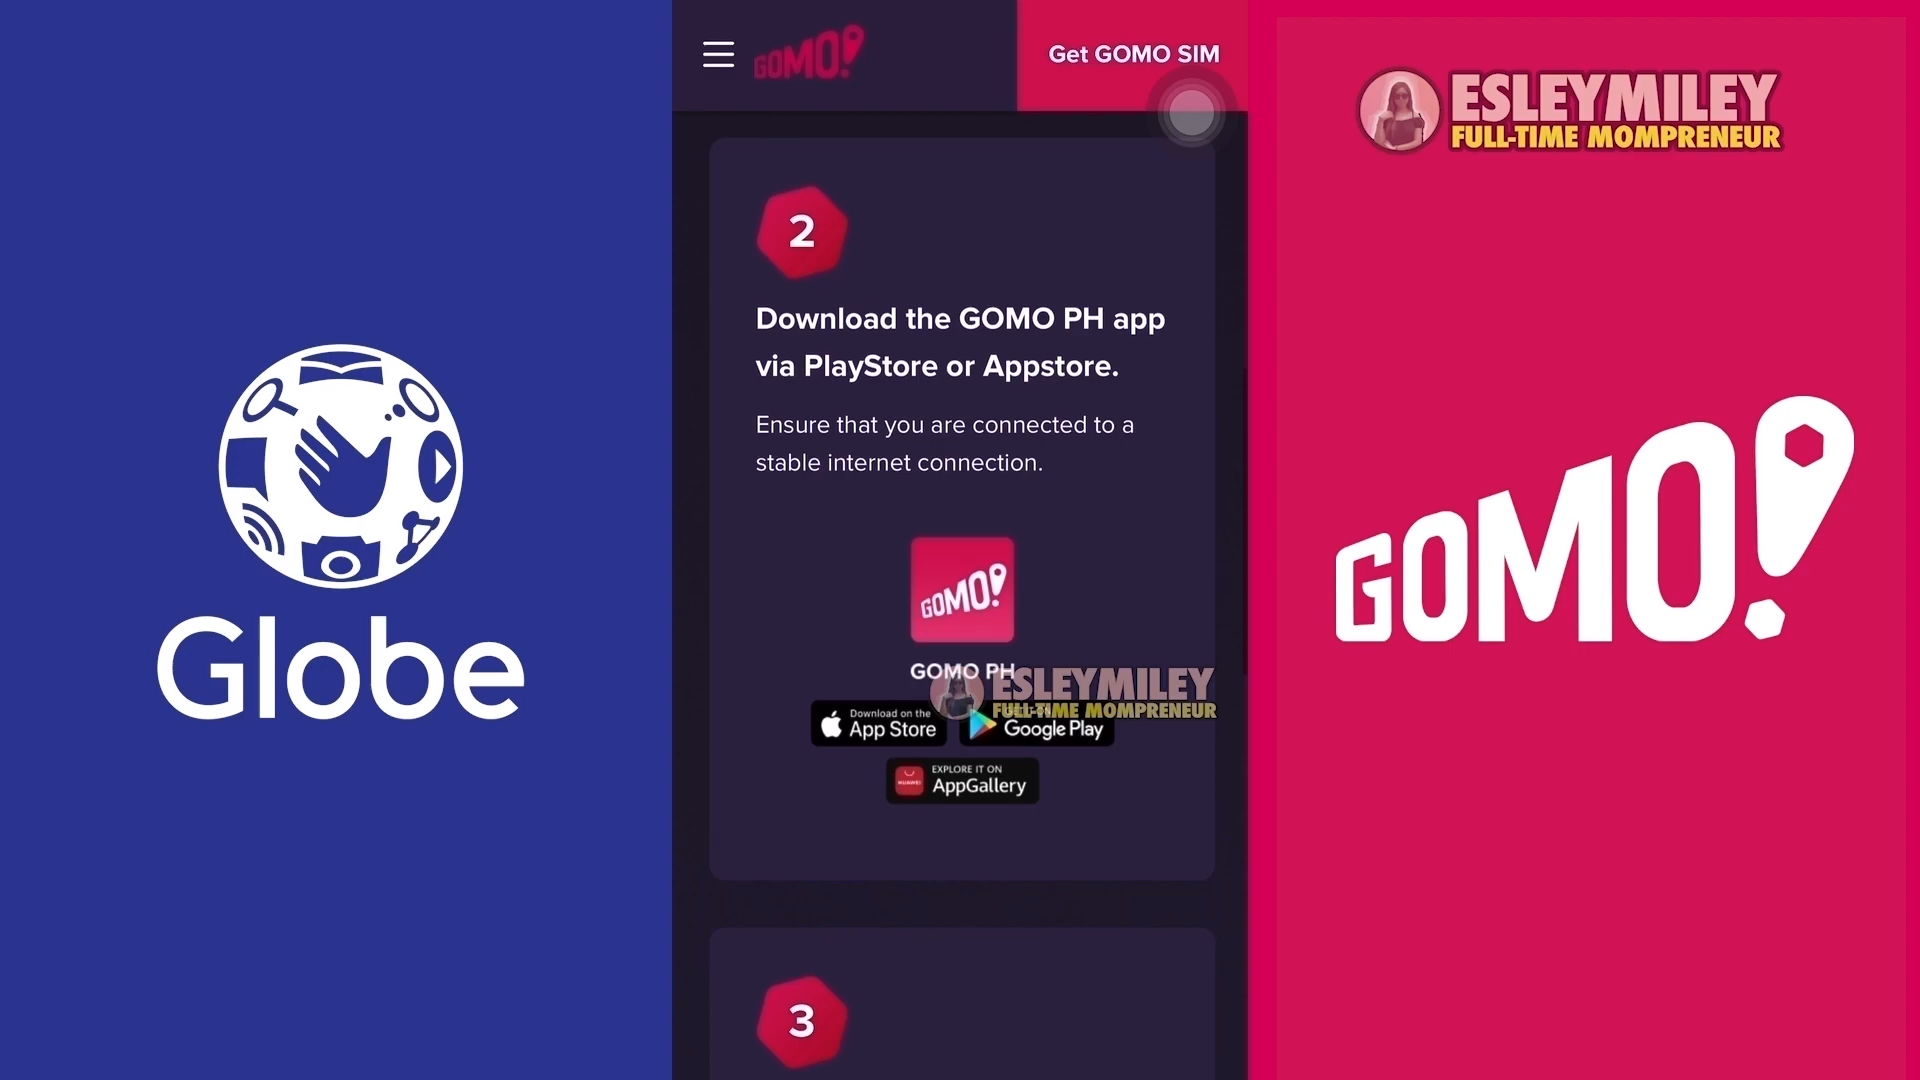 Globe
GOMO!
Get GOMO SIM
2
Download the GOMO PH app
via PlayStore or Appstore.
Ensure that you are connected to a
stable internet connection.
GOMO!
GOMO PH
ESLEYMILEY
FULL-TIME MOMPRENEUR
Download on the
App Store
Google Play
EXPLORE IT ON
HUAWEI
AppGallery
3
ESLEYMILEY
FULL-TIME MOMPRENEUR
GOMO!